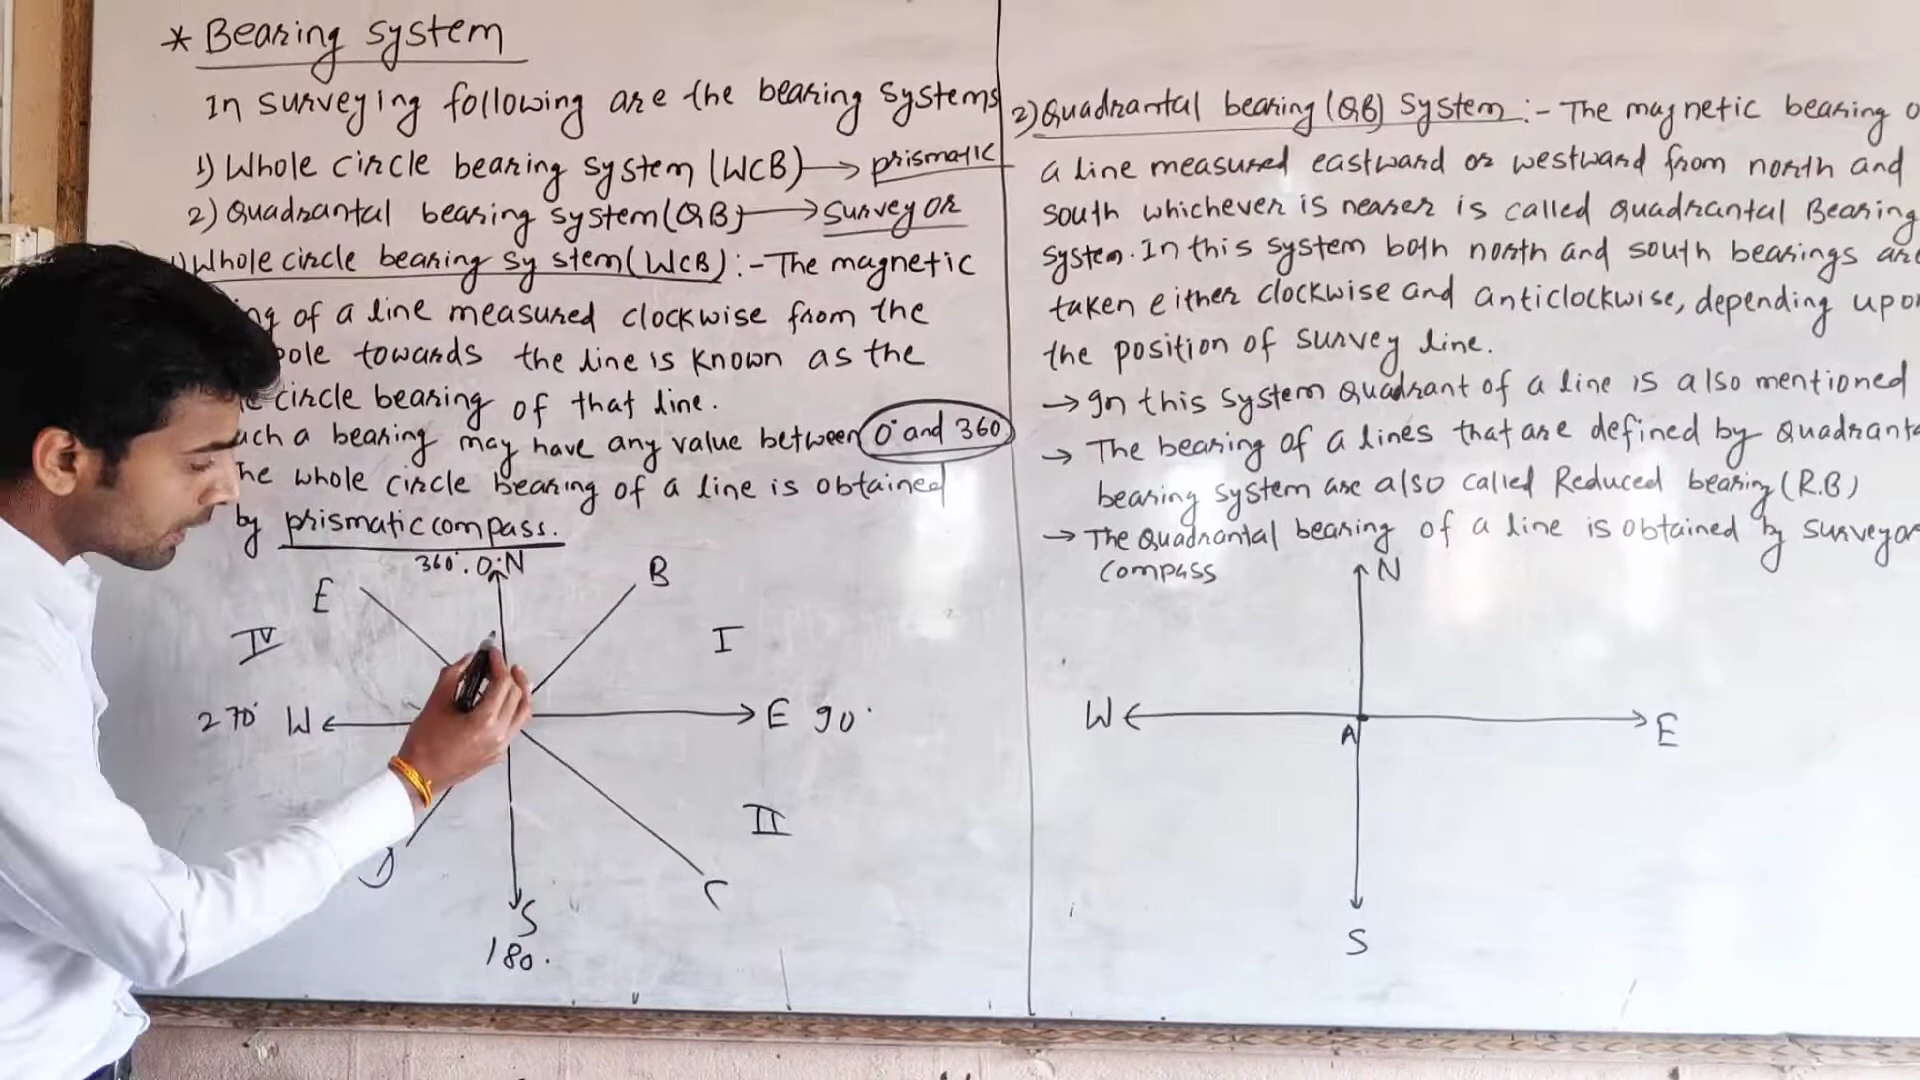 * Bearing system
In surveying following are the bearing systems
1) Whole circle bearing system (WCB) → prismatic
2) Quadrantal bearing system (QB) → surveyor
Whole circle bearing system (WCB) :- The magnetic
of a line measured clockwise from the
pole towards the line is known as the
circle bearing of that line.
a bearing may have any value between 0° and 360
whole circle bearing of a line is obtained
by prismatic compass.
360°. 0° N
E
B
IV
I
270° W
E 90°
II
D
C
S
180.
2) Quadrantal bearing (QB) System :- The magnetic bearing
a line measured eastward or westward from north and
south whichever is nearer is called quadrantal Bearing
system. In this system both north and south bearings are
taken either clockwise and anticlockwise, depending upon
the position of survey line.
→ In this system quadrant of a line is also mentioned
→ The bearing of a lines that are defined by Quadrant
bearing system are also called Reduced bearing (R.B)
→ The Quadrantal bearing of a line is obtained by surveyor
compass
N
W
A
E
S